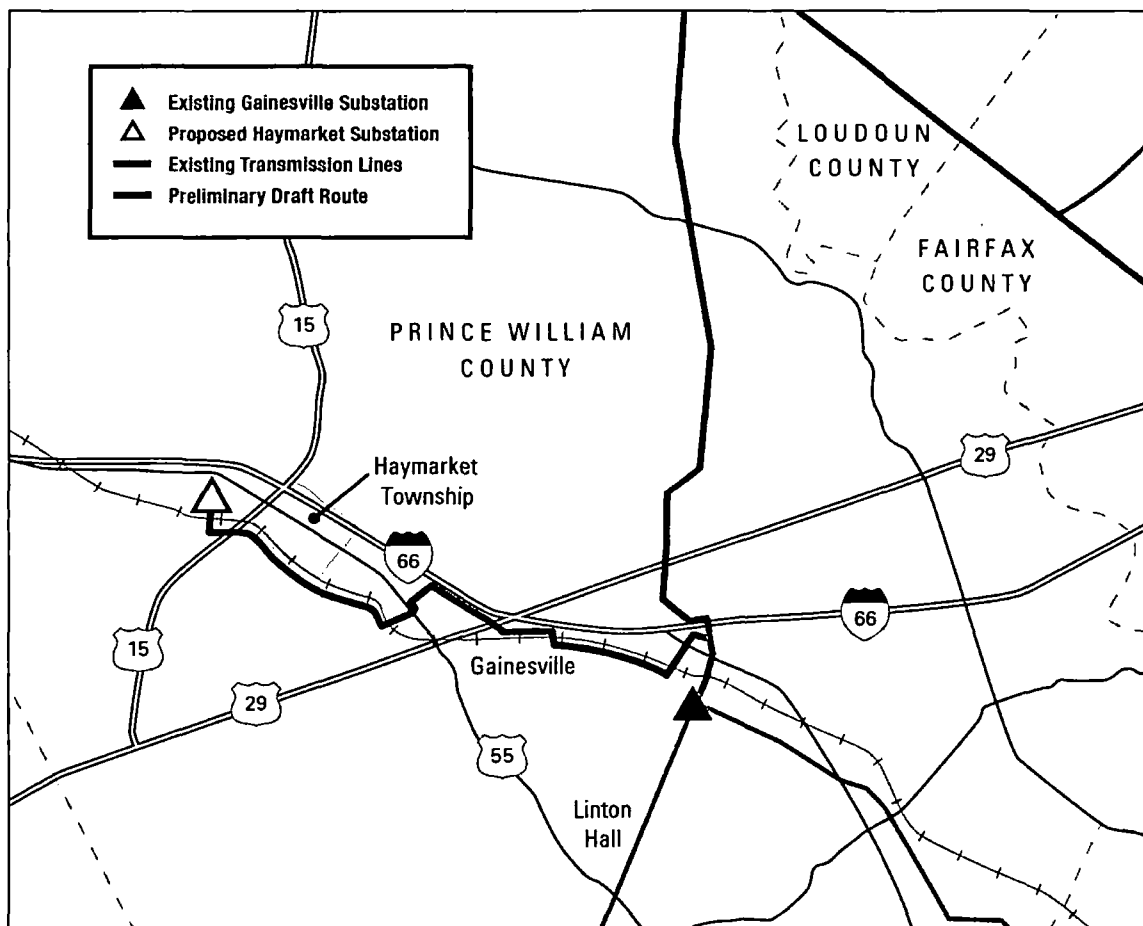 Existing Gainesville Substation
Proposed Haymarket Substation
Existing Transmission Lines
Preliminary Draft Route
LOUDOUN
COUNTY
FAIRFAX
COUNTY
15
PRINCE WILLIAM
COUNTY
29
Haymarket
Township
66
66
15
Gainesville
29
55
Linton
Hall